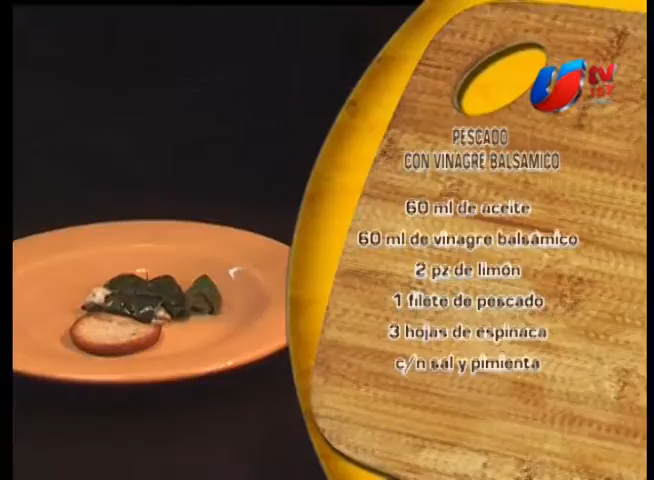 TV
PESCADO
CON VINAGRE BALSAMICO
60 ml de aceite
60 ml de vinagre balsámico
2 pz de limón
1 filete de pescado
3 hojas de espinaca
c/n sal y pimienta